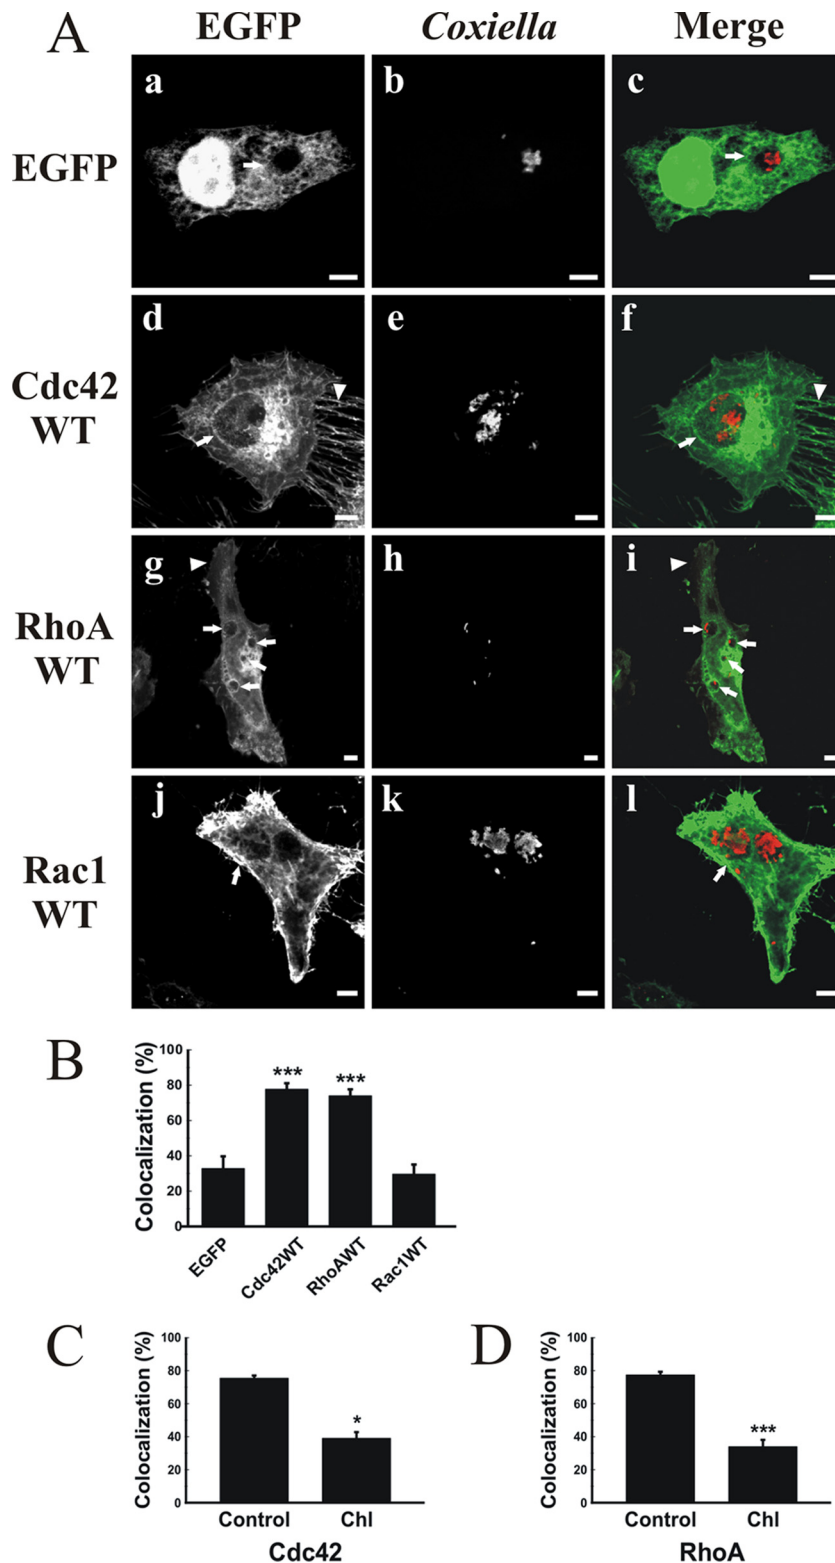 A
EGFP
Coxiella
Merge
EGFP
a
b
c
Cdc42
WT
d
e
f
RhoA
WT
g
h
i
Rac1
WT
j
k
l
B
Colocalization (%)
100
80
60
40
20
0
***
***
EGFP
Cdc42WT
RhoAWT
Rac1WT
C
Colocalization (%)
100
80
60
40
20
0
*
Control
Chl
Cdc42
D
Colocalization (%)
100
80
60
40
20
0
***
Control
Chl
RhoA